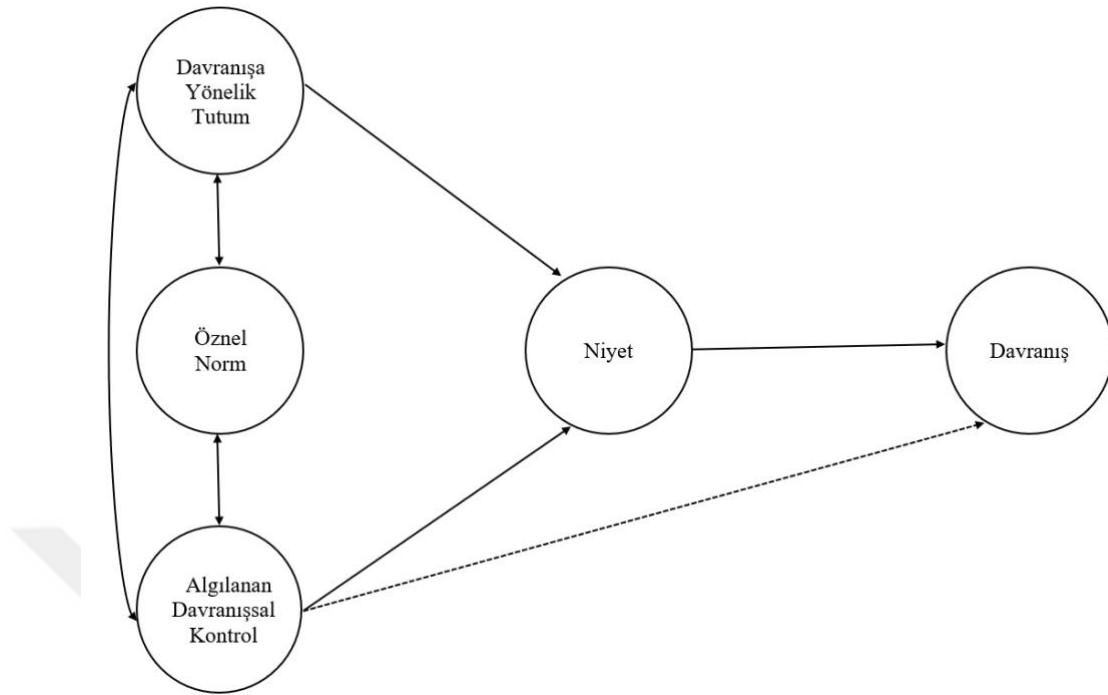 Davranışa
Yönelik
Tutum
Öznel
Norm
Niyet
Davranış
Algılanan
Davranışsal
Kontrol